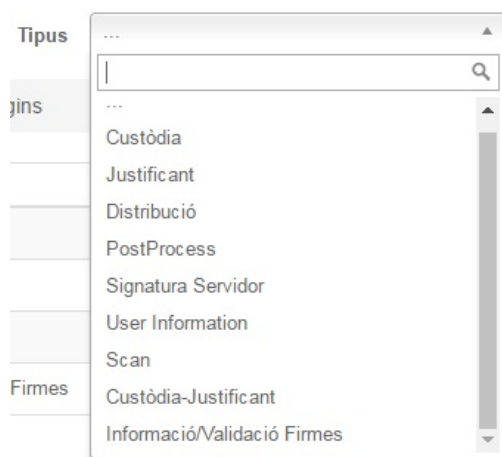 Tipus ...
gins
...
Custòdia
Justificant
Distribució
PostProcess
Signatura Servidor
User Information
Scan
Firmes
Custòdia-Justificant
Informació/Validació Firmes